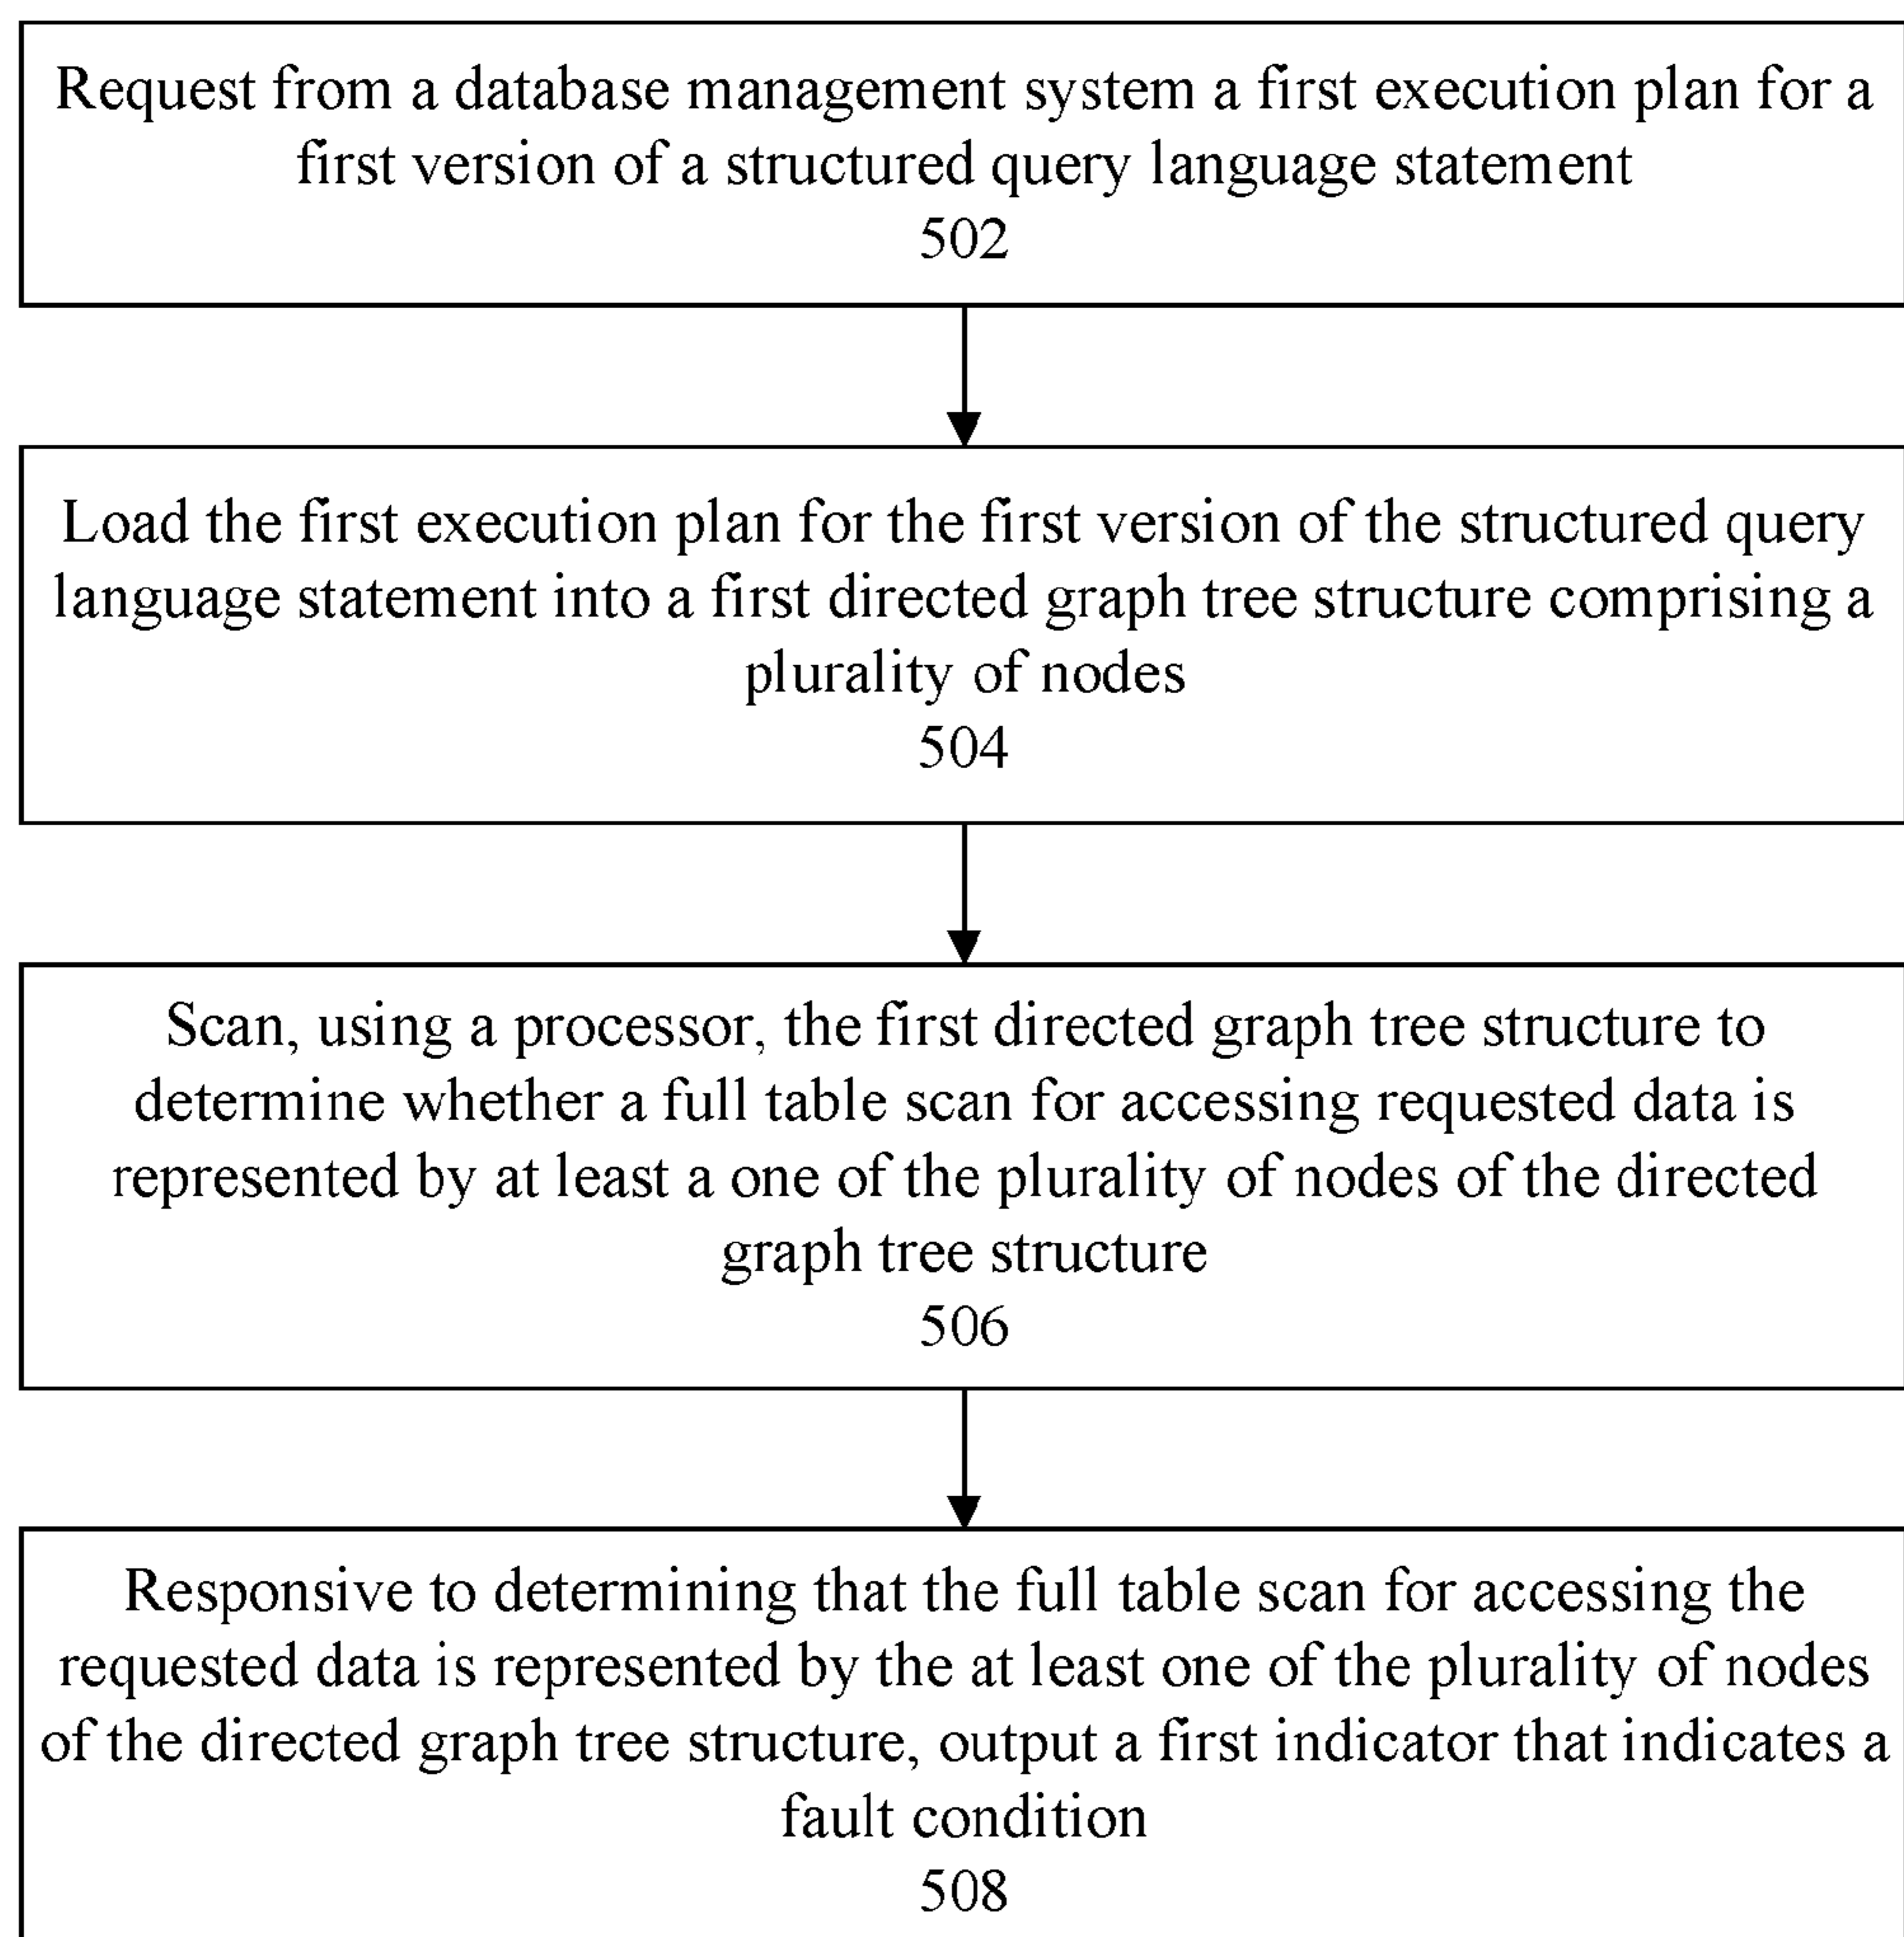 Request from a database management system a first execution plan for a
first version of a structured query language statement
502
Load the first execution plan for the first version of the structured query
language statement into a first directed graph tree structure comprising a
plurality of nodes
504
Scan, using a processor, the first directed graph tree structure to
determine whether a full table scan for accessing requested data is
represented by at least a one of the plurality of nodes of the directed
graph tree structure
506
Responsive to determining that the full table scan for accessing the
requested data is represented by the at least one of the plurality of nodes
of the directed graph tree structure, output a first indicator that indicates a
fault condition
508